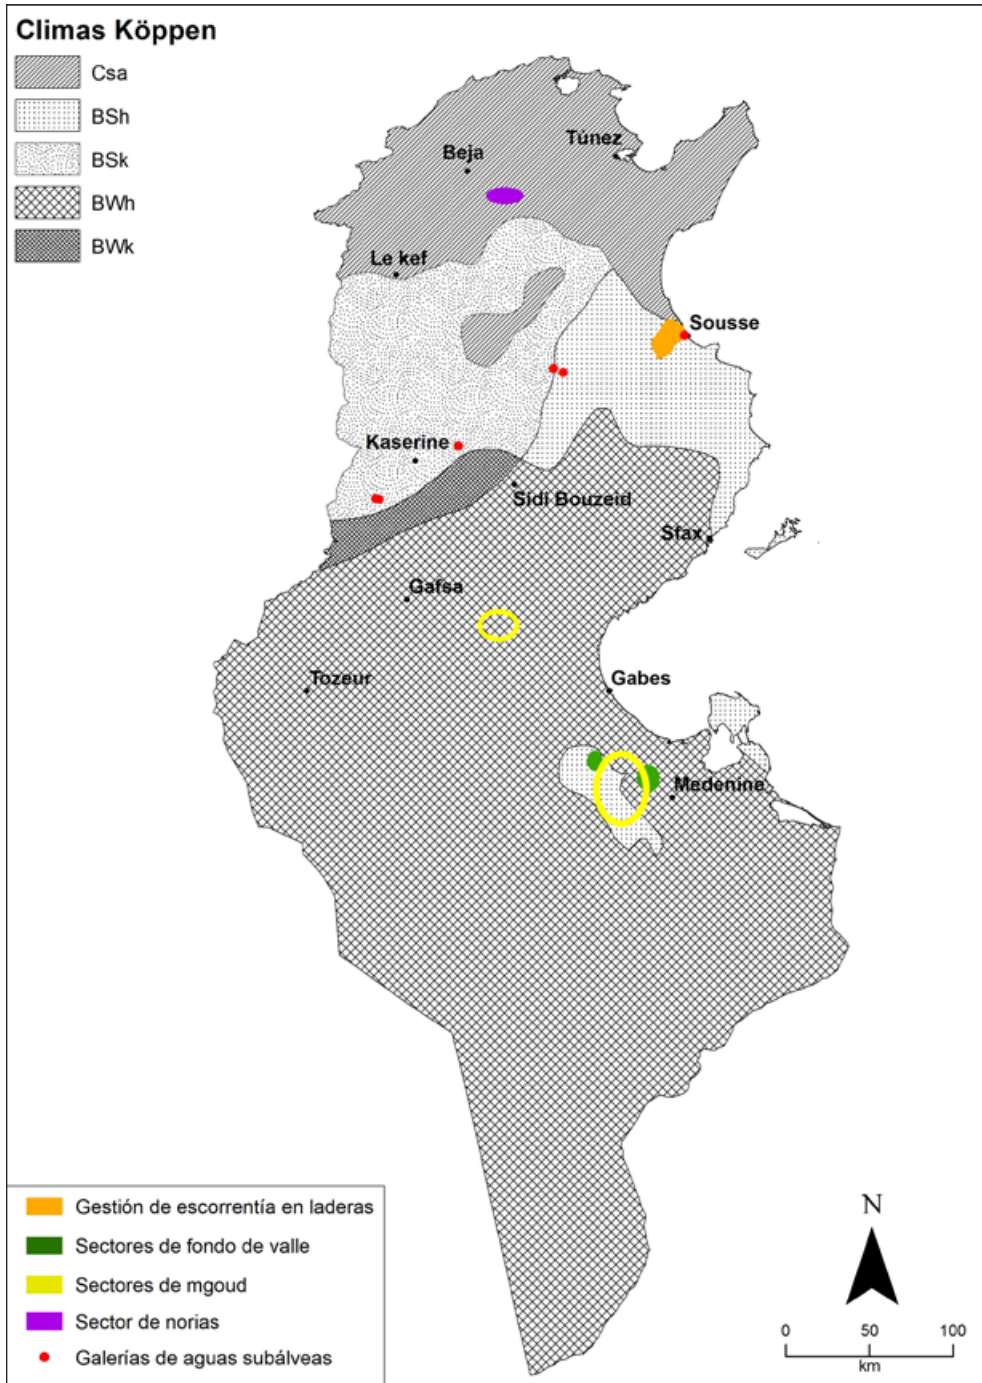 Climas Köppen
Csa
BSh
BSk
BWh
BWk
Túnez
Beja
Le kef
Sousse
Kaserine
Sidi Bouzeid
Sfax
Gafsa
Tozeur
Gabes
Medenine
Gestión de escorrentía en laderas
Sectores de fondo de valle
Sectores de mgoud
Sector de norias
Galerías de aguas subálveas
N
0 50 100
km